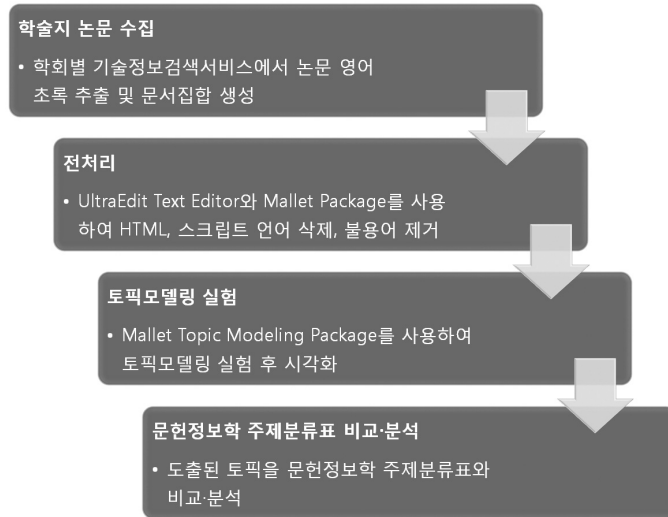 학술지 논문 수집
• 학회별 기술정보검색서비스에서 논문 영어
초록 추출 및 문서집합 생성
전처리
• UltraEdit Text Editor와 Mallet Package를 사용
하여 HTML, 스크립트 언어 삭제, 불용어 제거
토픽모델링 실험
• Mallet Topic Modeling Package를 사용하여
토픽모델링 실험 후 시각화
문헌정보학 주제분류표 비교·분석
• 도출된 토픽을 문헌정보학 주제분류표와
비교·분석